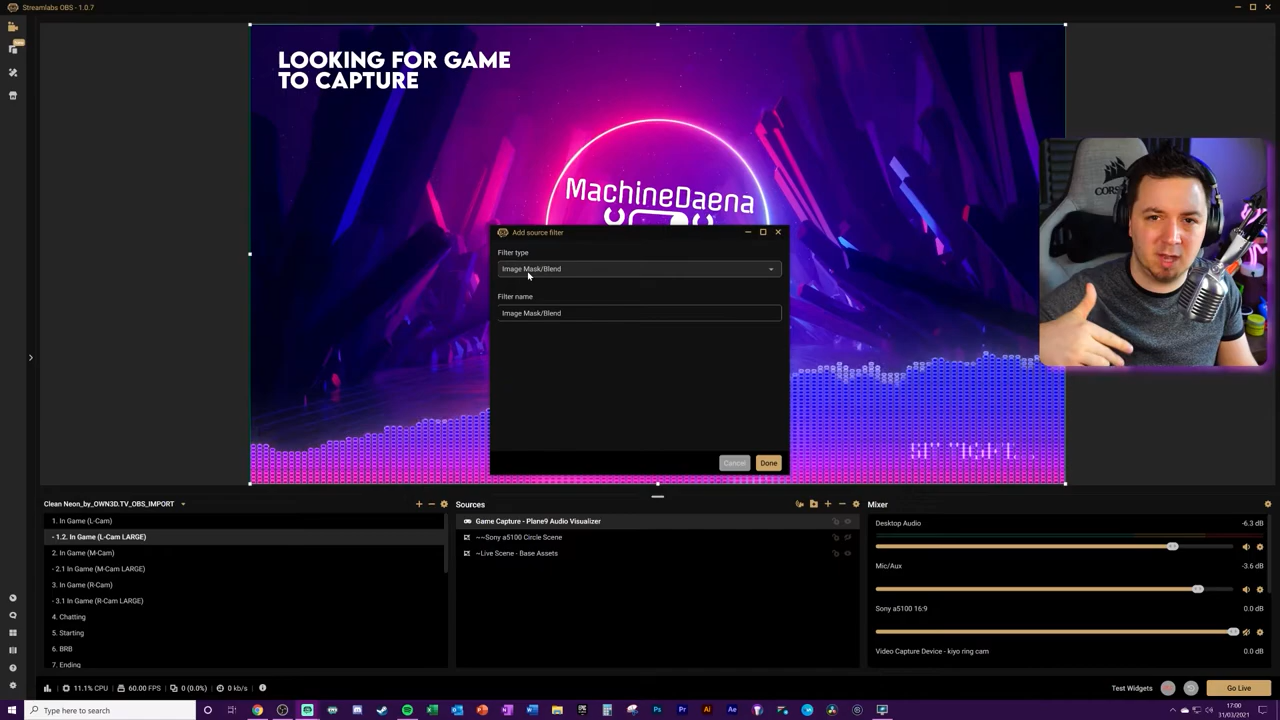 Streamlabs OBS - 1.0.7
New
LOOKING FOR GAME
TO CAPTURE
MachineDaena
CORS
Add source filter
Filter type
Image Mask/Blend
Filter name
Image Mask/Blend
Cancel
Done
Clean Neon_by_OWN3D.TV_OBS_IMPORT
1. In Game (L-Cam)
- 1.2. In Game (L-Cam LARGE)
2. In Game (M-Cam)
- 2.1 In Game (M-Cam LARGE)
3. In Game (R-Cam)
- 3.1 In Game (R-Cam LARGE)
4. Chatting
5. Starting
6. BRB
7. Ending
Sources
Game Capture - Plane9 Audio Visualizer
~~Sony a5100 Circle Scene
~Live Scene - Base Assets
Mixer
Desktop Audio
-6.3 dB
Mic/Aux
-3.6 dB
Sony a5100 16:9
0.0 dB
Video Capture Device - kiyo ring cam
0.0 dB
11.1% CPU
60.00 FPS
0 (0.0%)
0 kb/s
Test Widgets
Go Live
Type here to search
17:00
31/03/2021